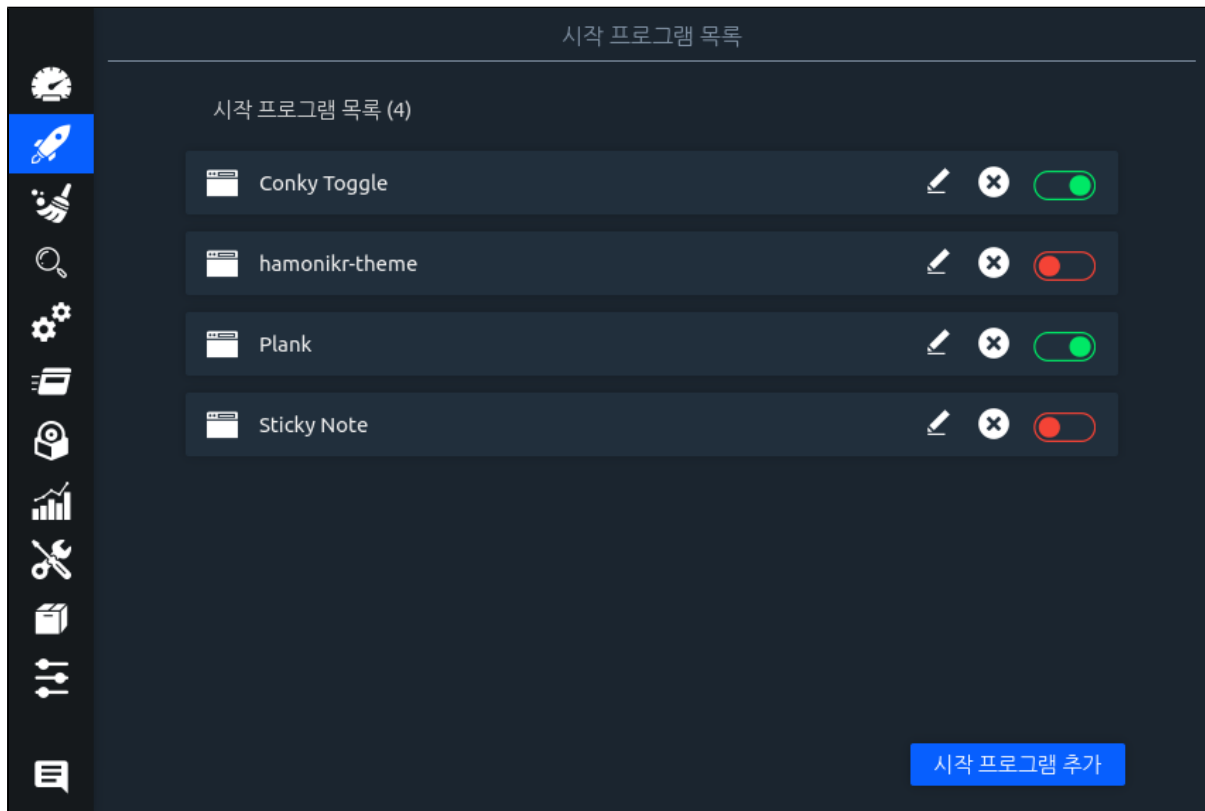 시작 프로그램 목록
시작 프로그램 목록 (4)
Conky Toggle
hamonikr-theme
Plank
Sticky Note
시작 프로그램 추가